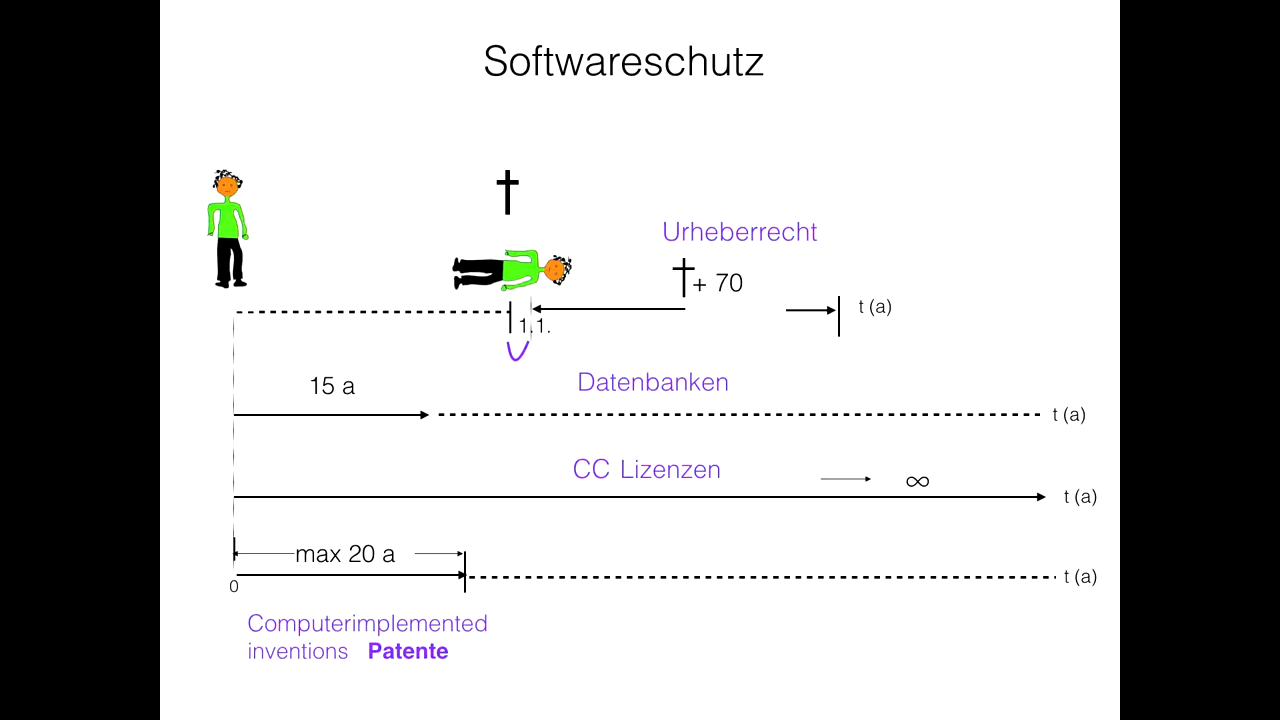 Softwareschutz
†
Urheberrecht
†+ 70
t (a)
1.1.
15 a
Datenbanken
t (a)
CC Lizenzen
∞
t (a)
max 20 a
t (a)
0
Computerimplemented
inventions Patente